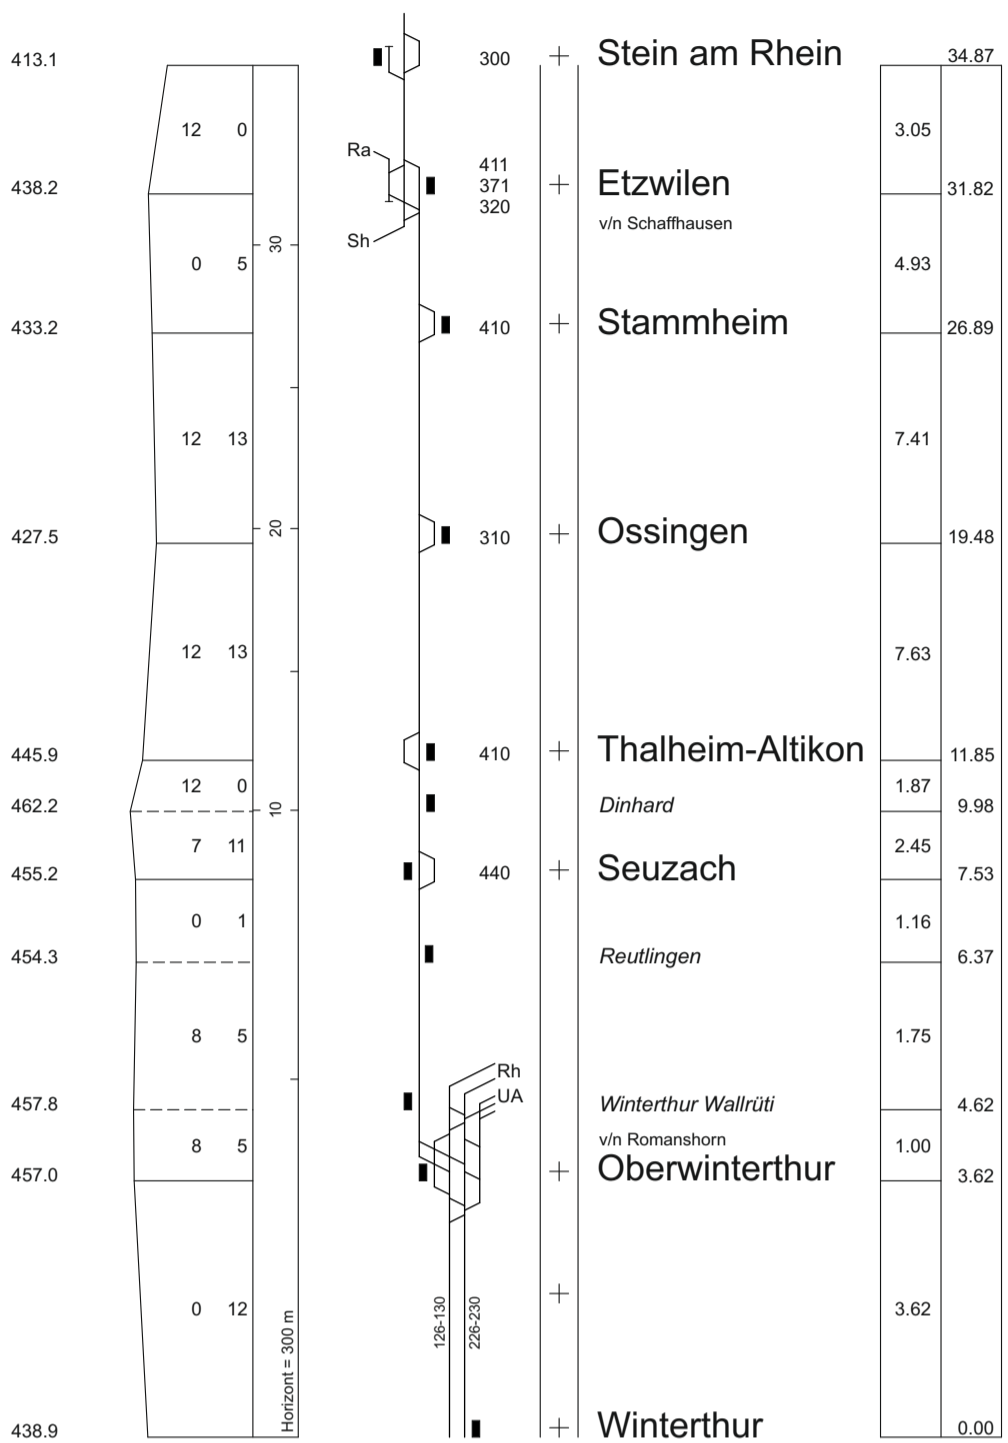 413.1 300 Stein am Rhein 34.87
12 0 3.05
Ra
411
438.2 371 Etzwilen 31.82
320
v/n Schaffhausen
Sh
30
0 5 4.93
433.2 410 Stammheim 26.89
12 13 7.41
20
427.5 310 Ossingen 19.48
12 13 7.63
445.9 410 Thalheim-Altikon 11.85
12 0 1.87
462.2 10 Dinhard 9.98
7 11 2.45
455.2 440 Seuzach 7.53
0 1 1.16
454.3 Reutlingen 6.37
8 5 1.75
Rh
UA
457.8 Winterthur Wallrüti 4.62
v/n Romanshorn
8 5 1.00
457.0 Oberwinterthur 3.62
0 12 3.62
126-130
226-230
Horizont = 300 m
438.9 Winterthur 0.00